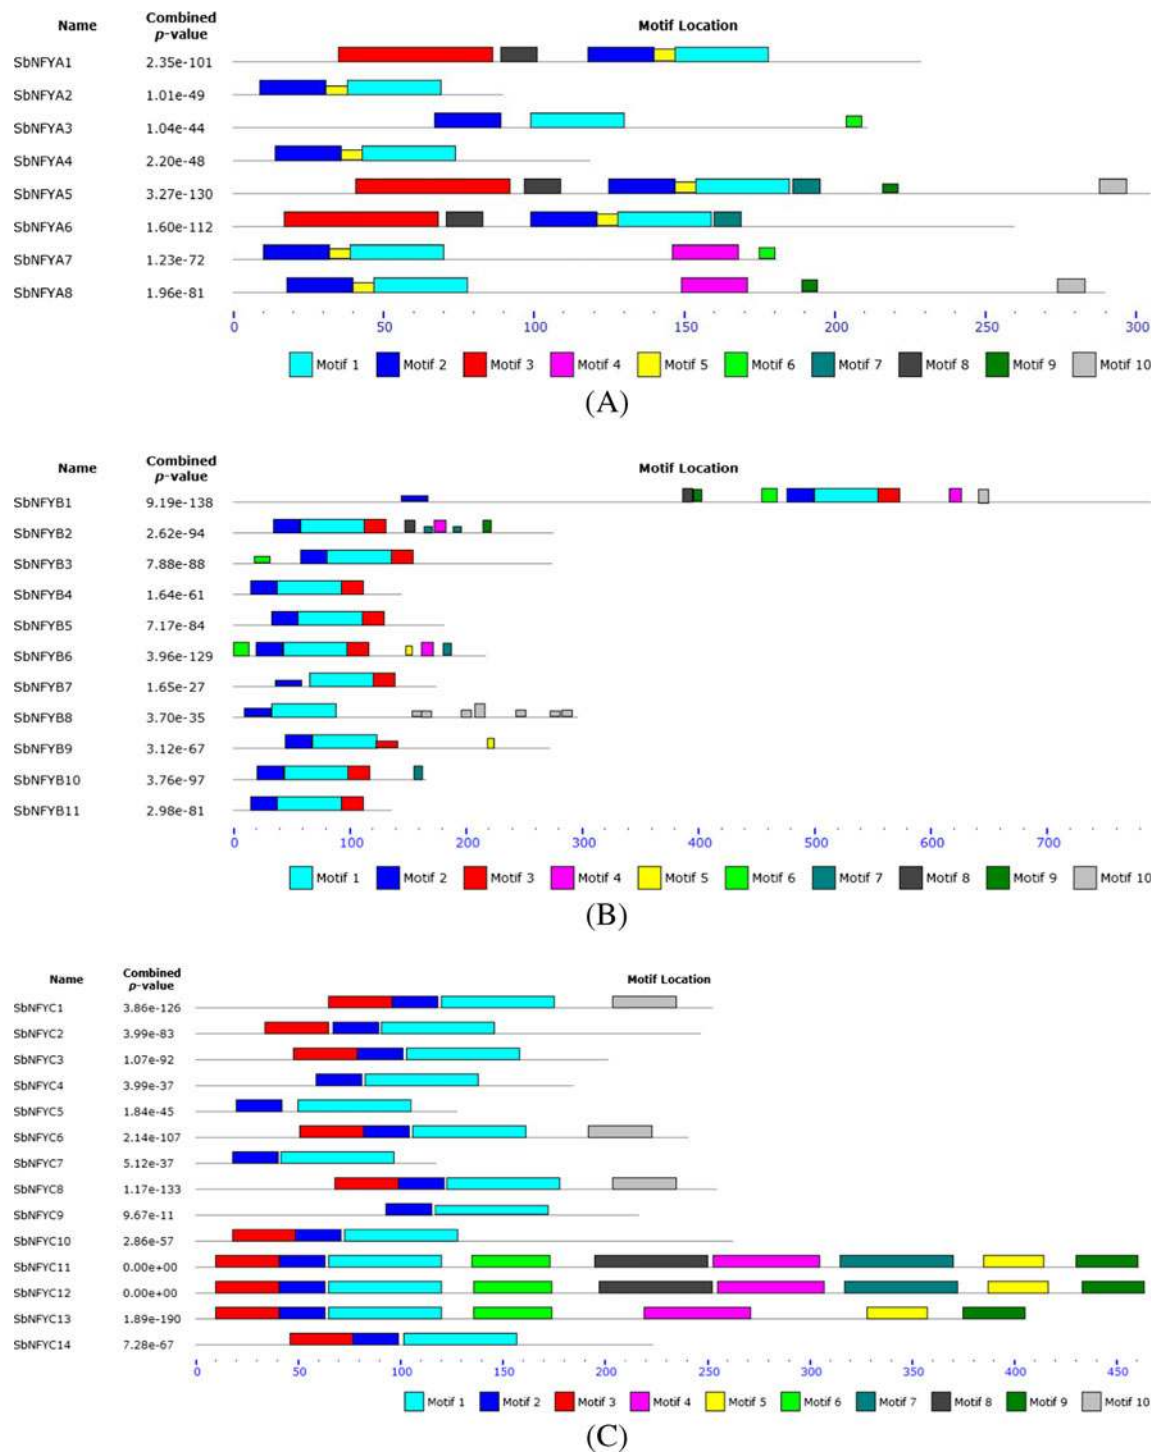 Name Combined p-value Motif Location
SbNFYA1 2.35e-101
SbNFYA2 1.01e-49
SbNFYA3 1.04e-44
SbNFYA4 2.20e-48
SbNFYA5 3.27e-130
SbNFYA6 1.60e-112
SbNFYA7 1.23e-72
SbNFYA8 1.96e-81
0 50 100 150 200 250 300
Motif 1 Motif 2 Motif 3 Motif 4 Motif 5 Motif 6 Motif 7 Motif 8 Motif 9 Motif 10
(A)
Name Combined p-value Motif Location
SbNFYB1 9.19e-138
SbNFYB2 2.62e-94
SbNFYB3 7.88e-88
SbNFYB4 1.64e-61
SbNFYB5 7.17e-84
SbNFYB6 3.96e-129
SbNFYB7 1.65e-27
SbNFYB8 3.70e-35
SbNFYB9 3.12e-67
SbNFYB10 3.76e-97
SbNFYB11 2.98e-81
0 100 200 300 400 500 600 700
Motif 1 Motif 2 Motif 3 Motif 4 Motif 5 Motif 6 Motif 7 Motif 8 Motif 9 Motif 10
(B)
Name Combined p-value Motif Location
SbNFYC1 3.86e-126
SbNFYC2 3.99e-83
SbNFYC3 1.07e-92
SbNFYC4 3.99e-37
SbNFYC5 1.84e-45
SbNFYC6 2.14e-107
SbNFYC7 5.12e-37
SbNFYC8 1.17e-133
SbNFYC9 9.67e-11
SbNFYC10 2.86e-57
SbNFYC11 0.00e+00
SbNFYC12 0.00e+00
SbNFYC13 1.89e-190
SbNFYC14 7.28e-67
0 50 100 150 200 250 300 350 400 450
Motif 1 Motif 2 Motif 3 Motif 4 Motif 5 Motif 6 Motif 7 Motif 8 Motif 9 Motif 10
(C)